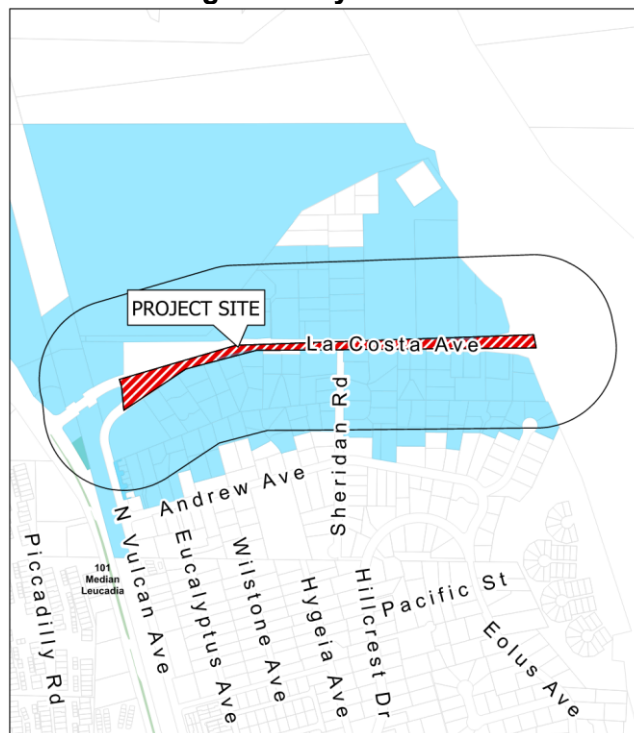 PROJECT SITE
La Costa Ave
Sheridan Rd
Andrew Ave
N Vulcan Ave
Eucalyptus Ave
Wilstone Ave
Hygeia Ave
Hillcrest Dr
Pacific St
Eolus Ave
Piccadilly Rd
101
Median
Leucadia